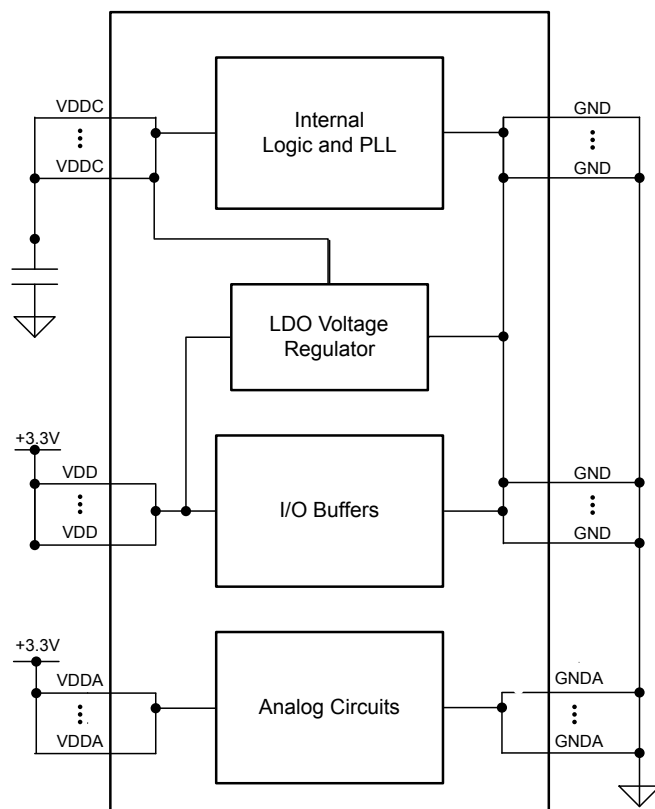 VDDC
VDDC
Internal
Logic and PLL
GND
GND
LDO Voltage
Regulator
+3.3V
VDD
VDD
I/O Buffers
GND
GND
+3.3V
VDDA
VDDA
Analog Circuits
GNDA
GNDA